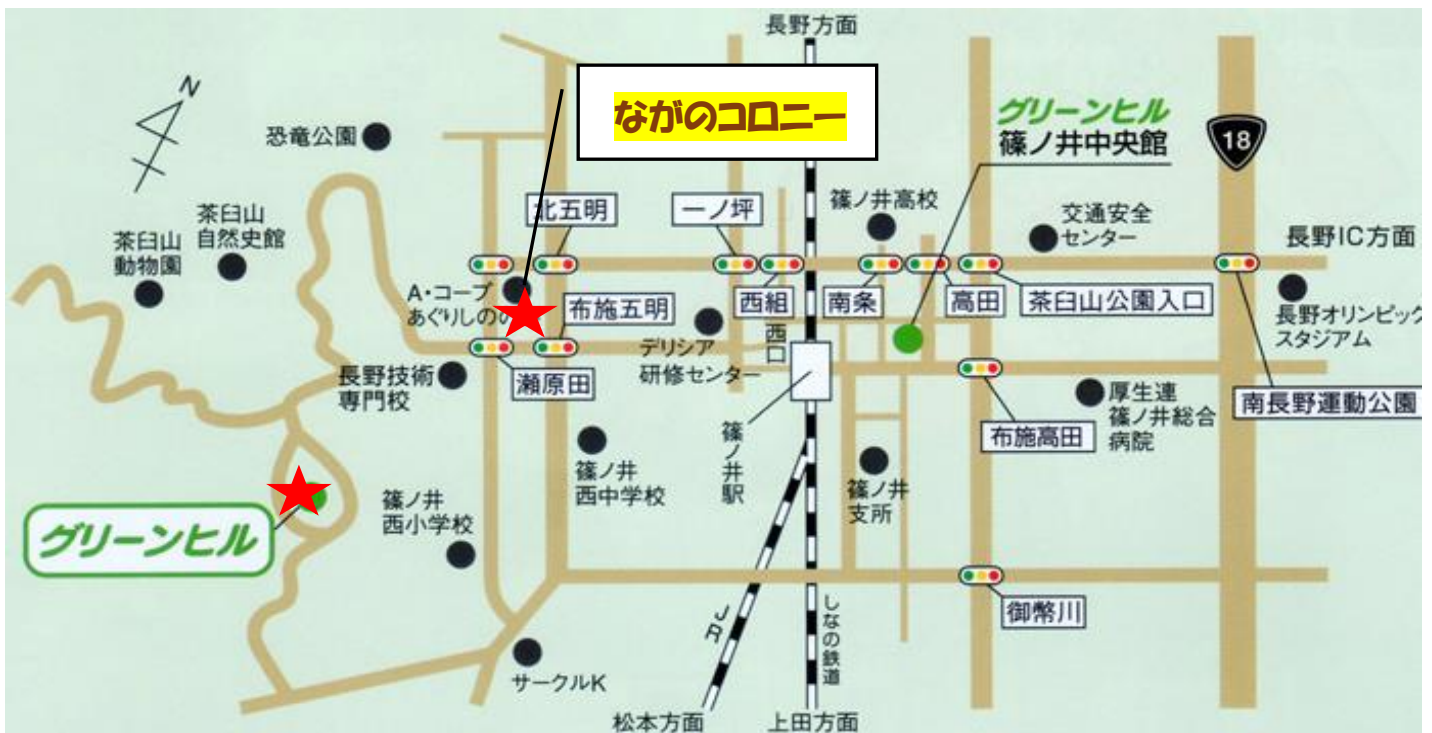 長野方面
ながのコロニー
グリーンヒル
篠ノ井中央館
18
N
恐竜公園
茶臼山
自然史館
茶臼山
動物園
北五明
一ノ坪
篠ノ井高校
交通安全
センター
長野IC方面
A・コープ
あぐりしのの
布施五明
西組
南条
高田
茶臼山公園入口
長野オリンピック
スタジアム
西口
デリシア
研修センター
長野技術
専門校
瀬原田
厚生連
篠ノ井総合
病院
南長野運動公園
布施高田
篠ノ井駅
篠ノ井
西中学校
篠ノ井
支所
篠ノ井
西小学校
グリーンヒル
御幣川
JR
しなの鉄道
サークルK
松本方面
上田方面